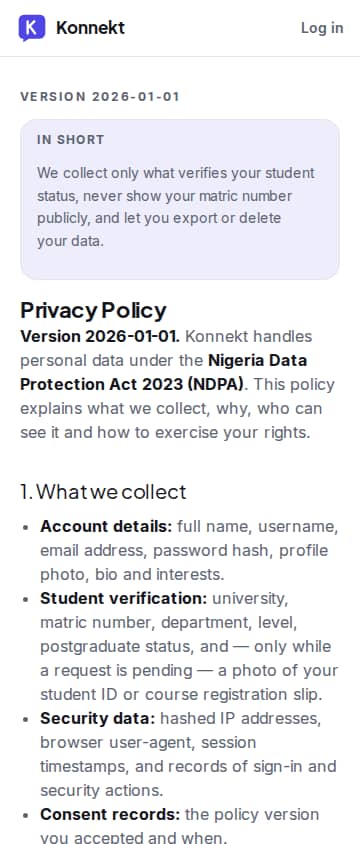 Konnekt
Log in
VERSION 2026-01-01
IN SHORT
We collect only what verifies your student
status, never show your matric number
publicly, and let you export or delete
your data.
Privacy Policy
Version 2026-01-01. Konnekt handles
personal data under the Nigeria Data
Protection Act 2023 (NDPA). This policy
explains what we collect, why, who can
see it and how to exercise your rights.
1. What we collect
• Account details: full name, username,
email address, password hash, profile
photo, bio and interests.
• Student verification: university,
matric number, department, level,
postgraduate status, and — only while
a request is pending — a photo of your
student ID or course registration slip.
• Security data: hashed IP addresses,
browser user-agent, session
timestamps, and records of sign-in and
security actions.
• Consent records: the policy version
you accepted and when.